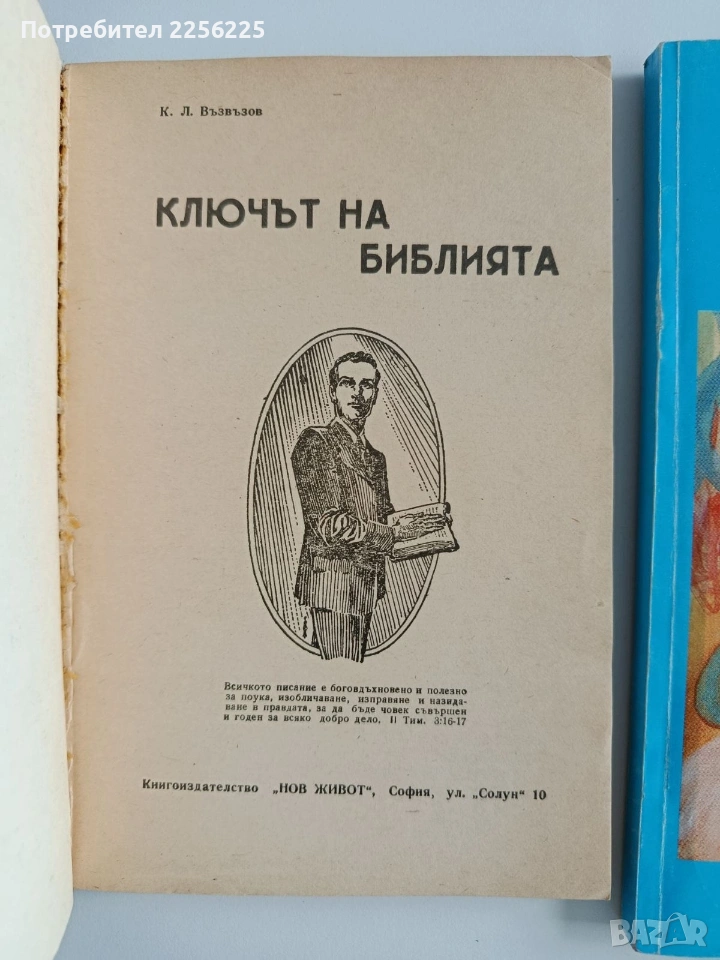 Потребител 2256225
К. Л. Възвъзов
КЛЮЧЪТ НА
БИБЛИЯТА
Всичкото писание е боговдъхновено и полезно
за поука, изобличаване, изправяне и назида-
ване в правдата, за да бъде човек съвършен
и годен за всяко добро дело. II Тим. 3:16-17
Книгоиздателство „НОВ ЖИВОТ“, София, ул. „Солун“ 10
BAZAR